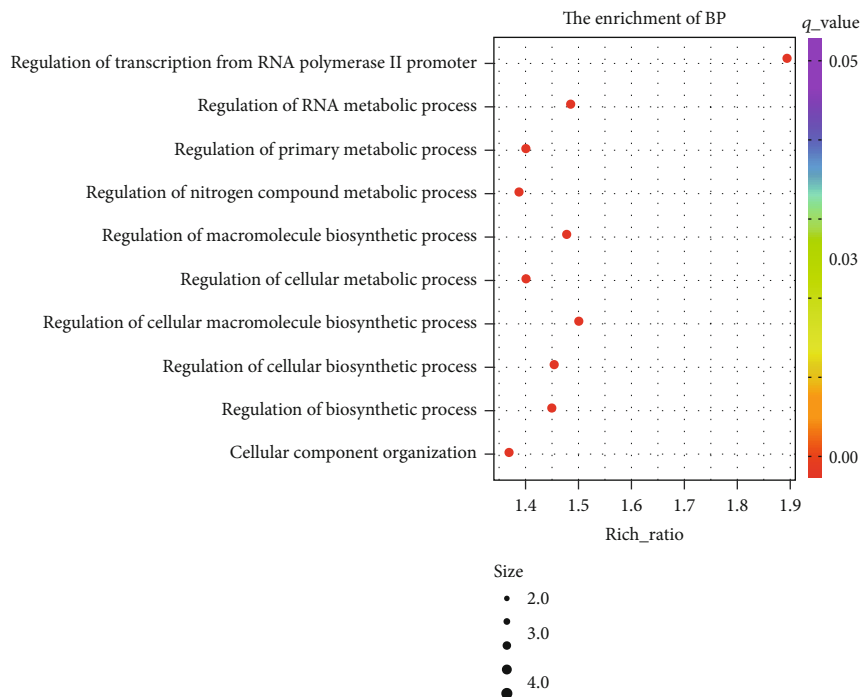 The enrichment of BP
q_value
Regulation of transcription from RNA polymerase II promoter
Regulation of RNA metabolic process
Regulation of primary metabolic process
Regulation of nitrogen compound metabolic process
Regulation of macromolecule biosynthetic process
Regulation of cellular metabolic process
Regulation of cellular macromolecule biosynthetic process
Regulation of cellular biosynthetic process
Regulation of biosynthetic process
Cellular component organization
0.05
0.03
0.00
1.4 1.5 1.6 1.7 1.8 1.9
Rich_ratio
Size
2.0
3.0
4.0